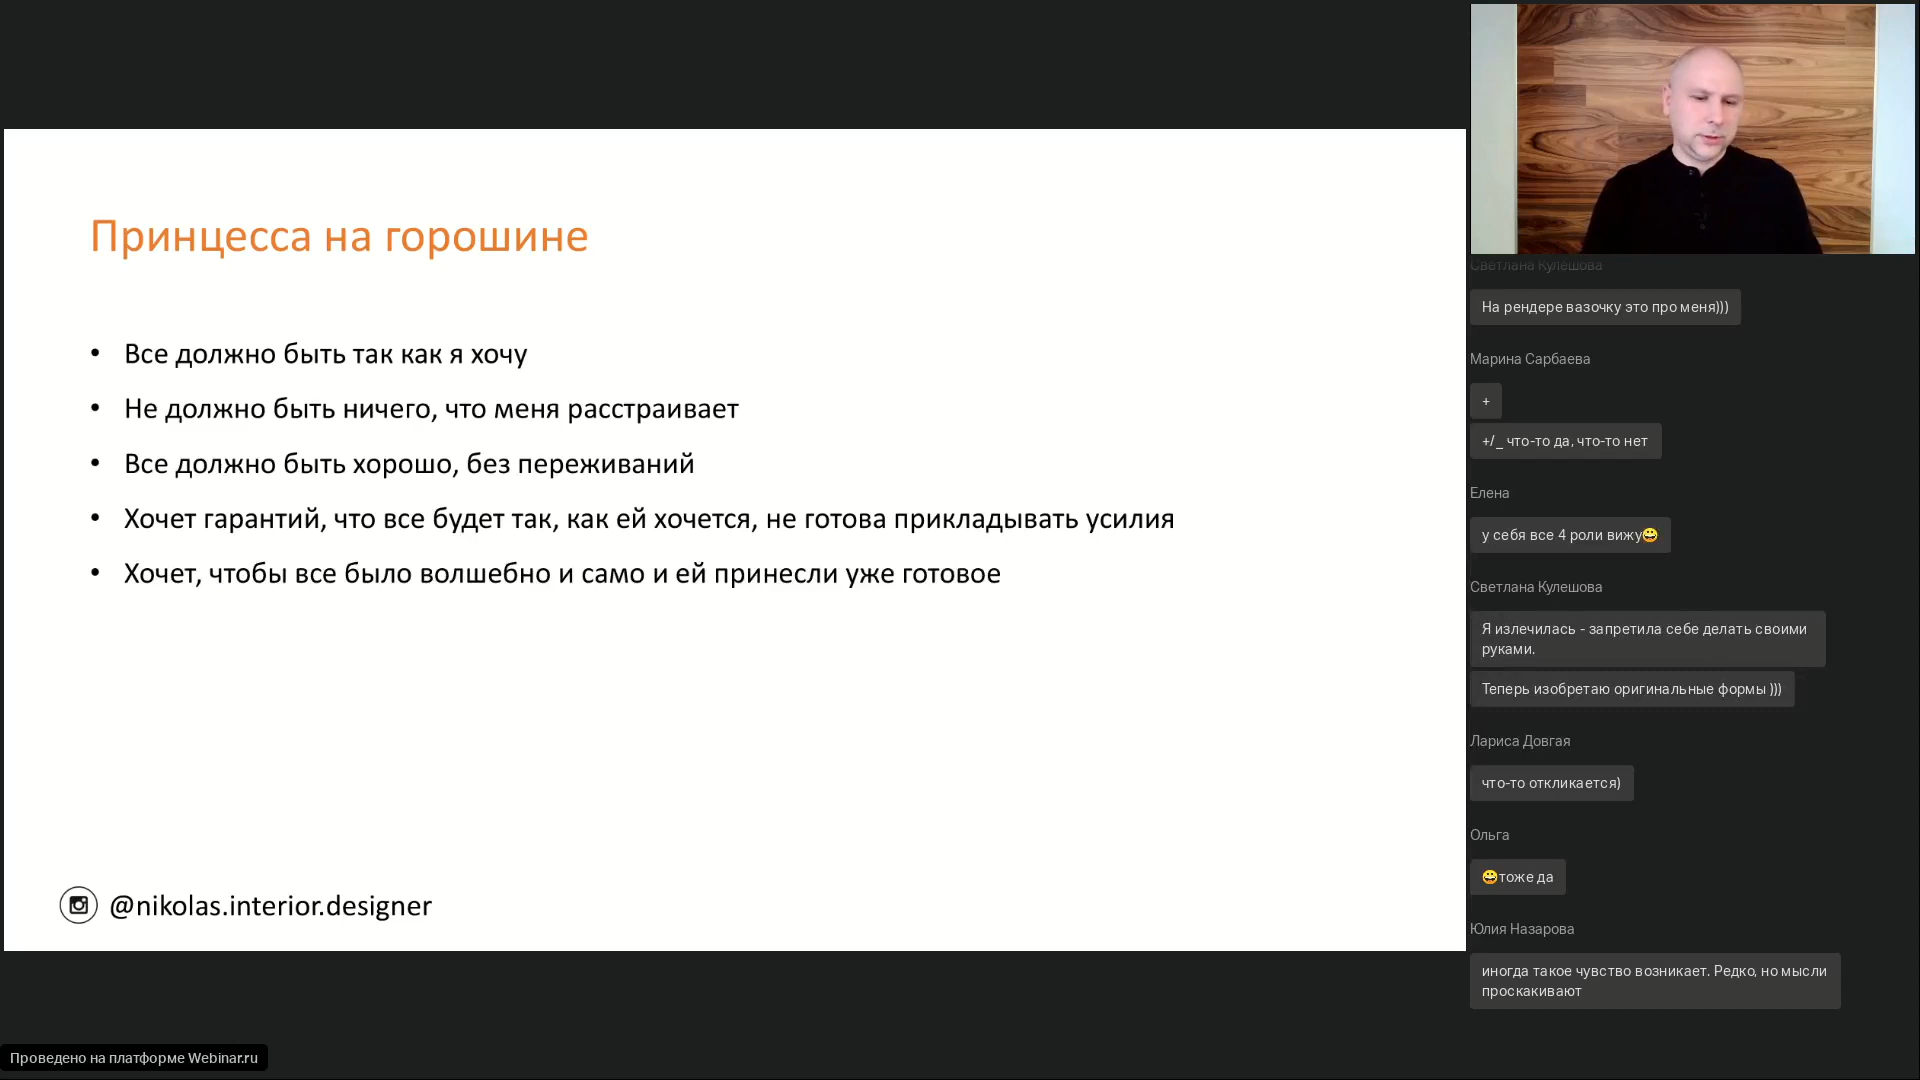 Принцесса на горошине
• Все должно быть так как я хочу
• Не должно быть ничего, что меня расстраивает
• Все должно быть хорошо, без переживаний
• Хочет гарантий, что все будет так, как ей хочется, не готова прикладывать усилия
• Хочет, чтобы все было волшебно и само и ей принесли уже готовое
@nikolas.interior.designer
Проведено на платформе Webinar.ru
Светлана Кулешова
На рендере вазочку это про меня)))
Марина Сарбаева
+
+/_ что-то да, что-то нет
Елена
у себя все 4 роли вижу😀
Светлана Кулешова
Я излечилась - запретила себе делать своими
руками.
Теперь изобретаю оригинальные формы )))
Лариса Довгая
что-то откликается)
Ольга
😀тоже да
Юлия Назарова
иногда такое чувство возникает. Редко, но мысли
проскакивают